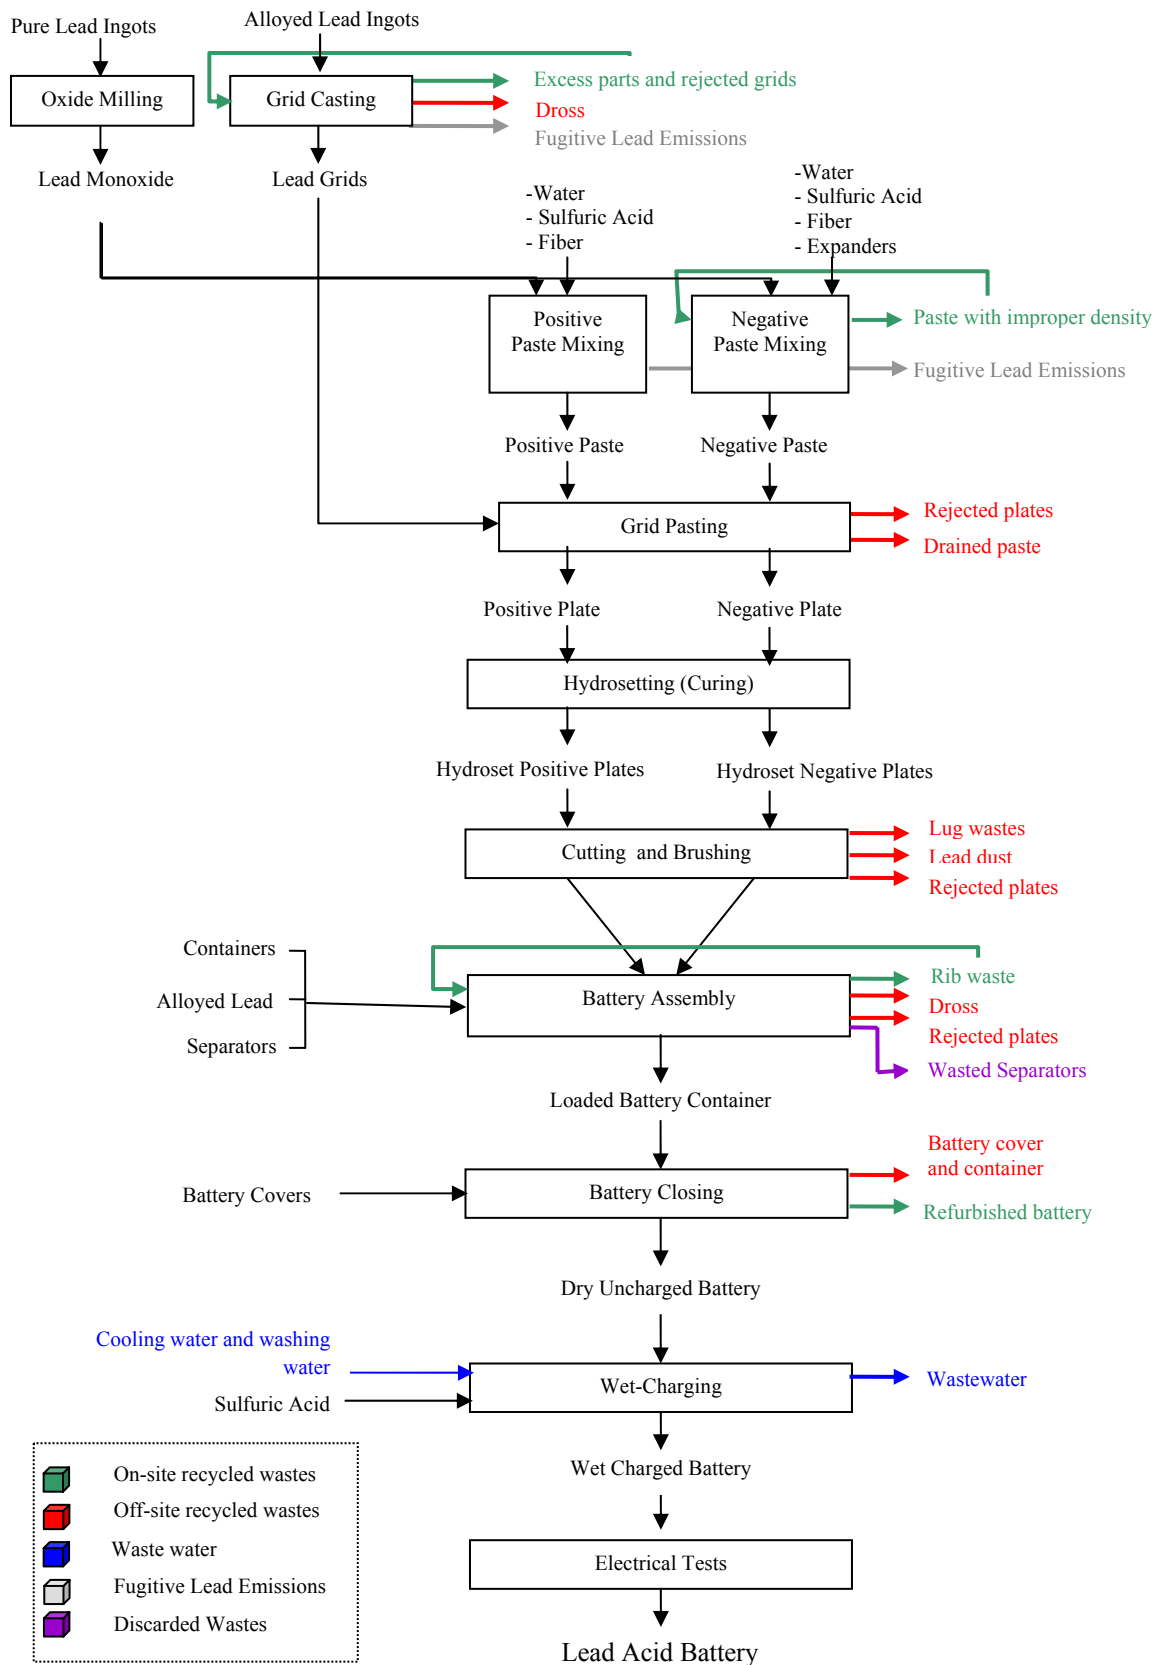 Pure Lead Ingots
Alloyed Lead Ingots
Oxide Milling
Grid Casting
Excess parts and rejected grids
Dross
Fugitive Lead Emissions
Lead Monoxide
Lead Grids
-Water
- Sulfuric Acid
- Fiber
-Water
- Sulfuric Acid
- Fiber
- Expanders
Positive
Paste Mixing
Negative
Paste Mixing
Paste with improper density
Fugitive Lead Emissions
Positive Paste
Negative Paste
Grid Pasting
Rejected plates
Drained paste
Positive Plate
Negative Plate
Hydrosetting (Curing)
Hydroset Positive Plates
Hydroset Negative Plates
Cutting and Brushing
Lug wastes
Lead dust
Rejected plates
Containers
Alloyed Lead
Separators
Battery Assembly
Rib waste
Dross
Rejected plates
Wasted Separators
Loaded Battery Container
Battery Covers
Battery Closing
Battery cover
and container
Refurbished battery
Dry Uncharged Battery
Cooling water and washing
water
Sulfuric Acid
Wet-Charging
Wastewater
Wet Charged Battery
On-site recycled wastes
Off-site recycled wastes
Waste water
Fugitive Lead Emissions
Discarded Wastes
Electrical Tests
Lead Acid Battery